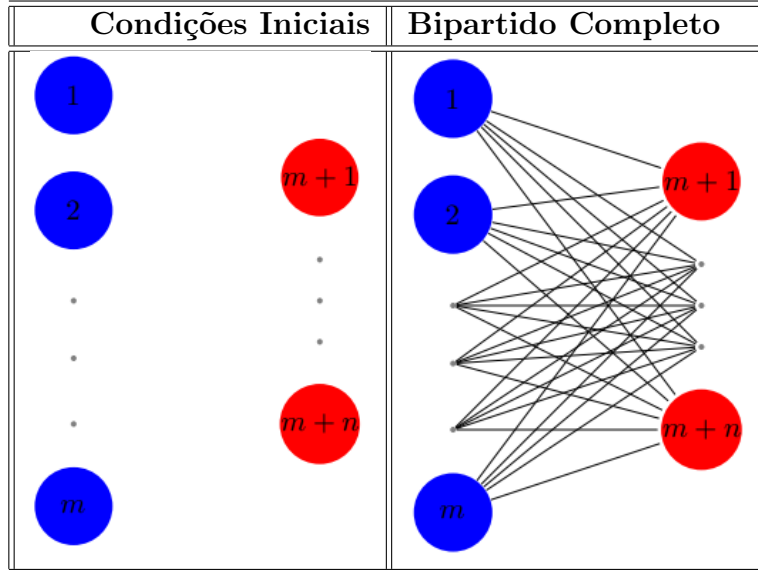 Condições Iniciais
Bipartido Completo
1
2
m
m + 1
m + n
1
2
m
m + 1
m + n